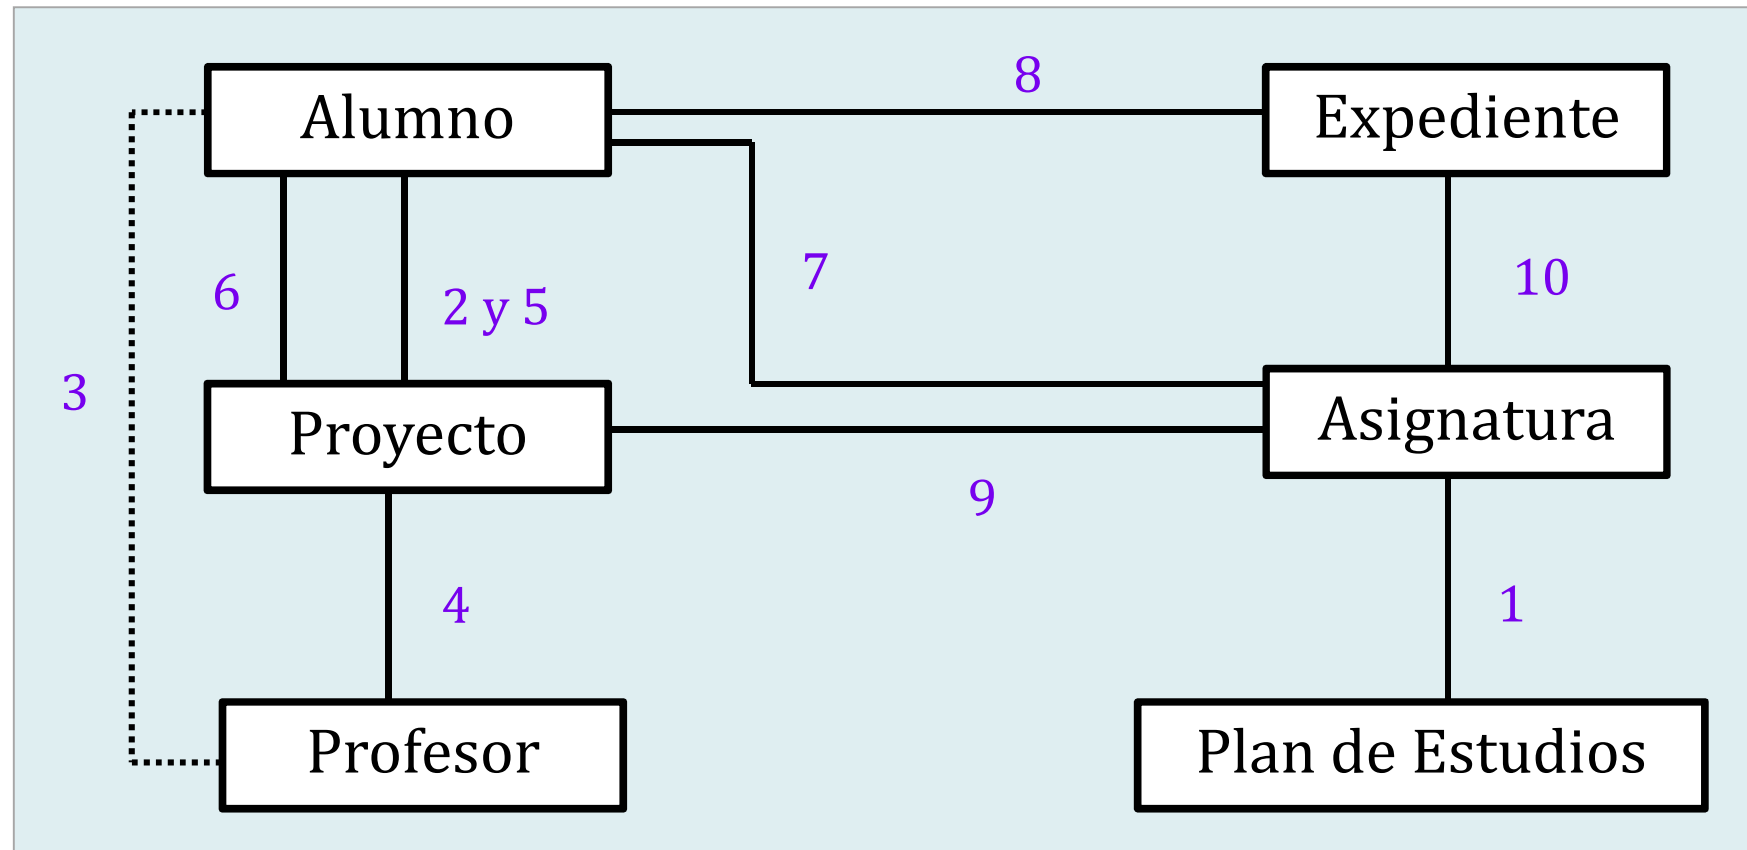 8
Alumno
Expediente
7
10
6
2 y 5
3
Asignatura
Proyecto
9
4
1
Profesor
Plan de Estudios